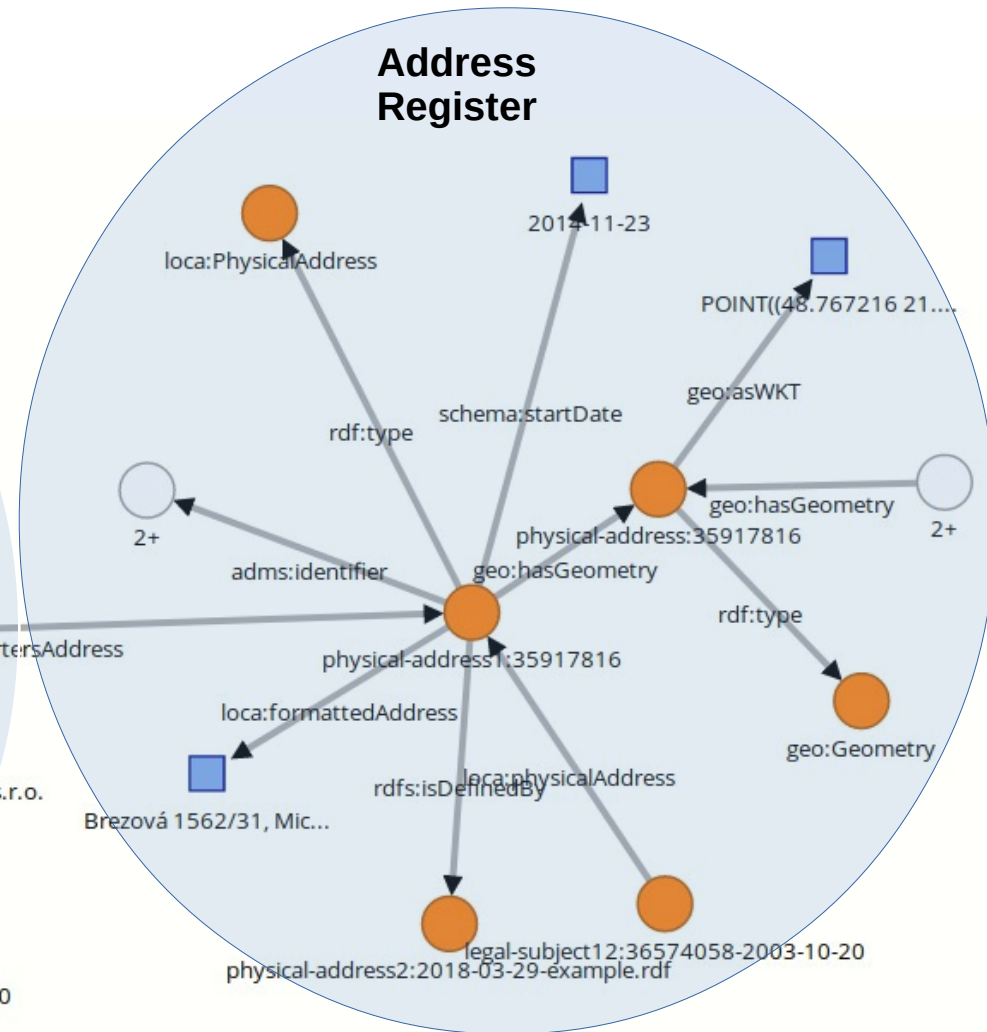 Address
Register
2014-11-23
loca:PhysicalAddress
POINT((48.767216 21....
geo:asWKT
schema:startDate
rdf:type
geo:hasGeometry
2+
2+
physical-address:35917816
adms:identifier
geo:hasGeometry
rdf:type
tersAddress
physical-address1:35917816
loca:formattedAddress
geo:Geometry
loca:physicalAddress
rdfs:isDefinedBy
s.r.o.
Brezová 1562/31, Mic...
legal-subject12:36574058-2003-10-20
physical-address2:2018-03-29-example.rdf
0